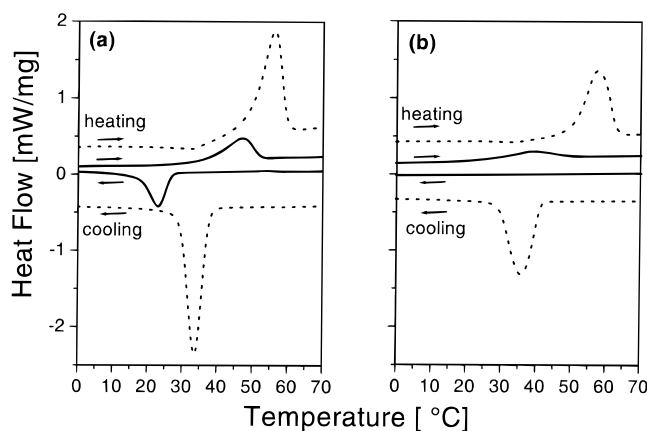 (a)
(b)
Heat Flow [mW/mg]
2
1
0
-1
-2
heating
cooling
heating
cooling
0 10 20 30 40 50 60 70
0 10 20 30 40 50 60 70
Temperature [ °C]